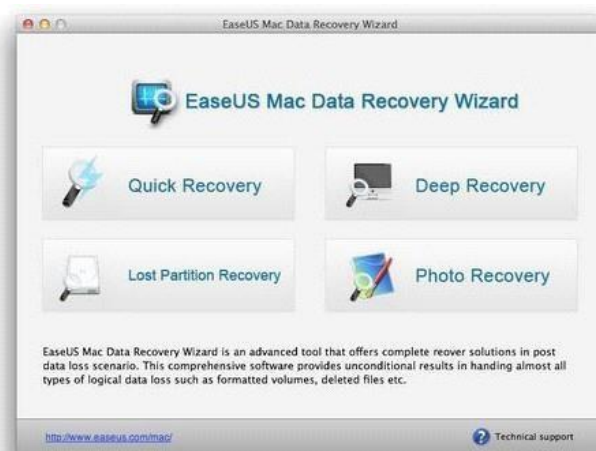 EaseUS Mac Data Recovery Wizard
EaseUS Mac Data Recovery Wizard
Quick Recovery
Deep Recovery
Lost Partition Recovery
Photo Recovery
EaseUS Mac Data Recovery Wizard is an advanced tool that offers complete reover solutions in post
data loss scenario. This comprehensive software provides unconditional results in handing almost all
types of logical data loss such as formatted volumes, deleted files etc.
http://www.easeus.com/mac/
Technical support